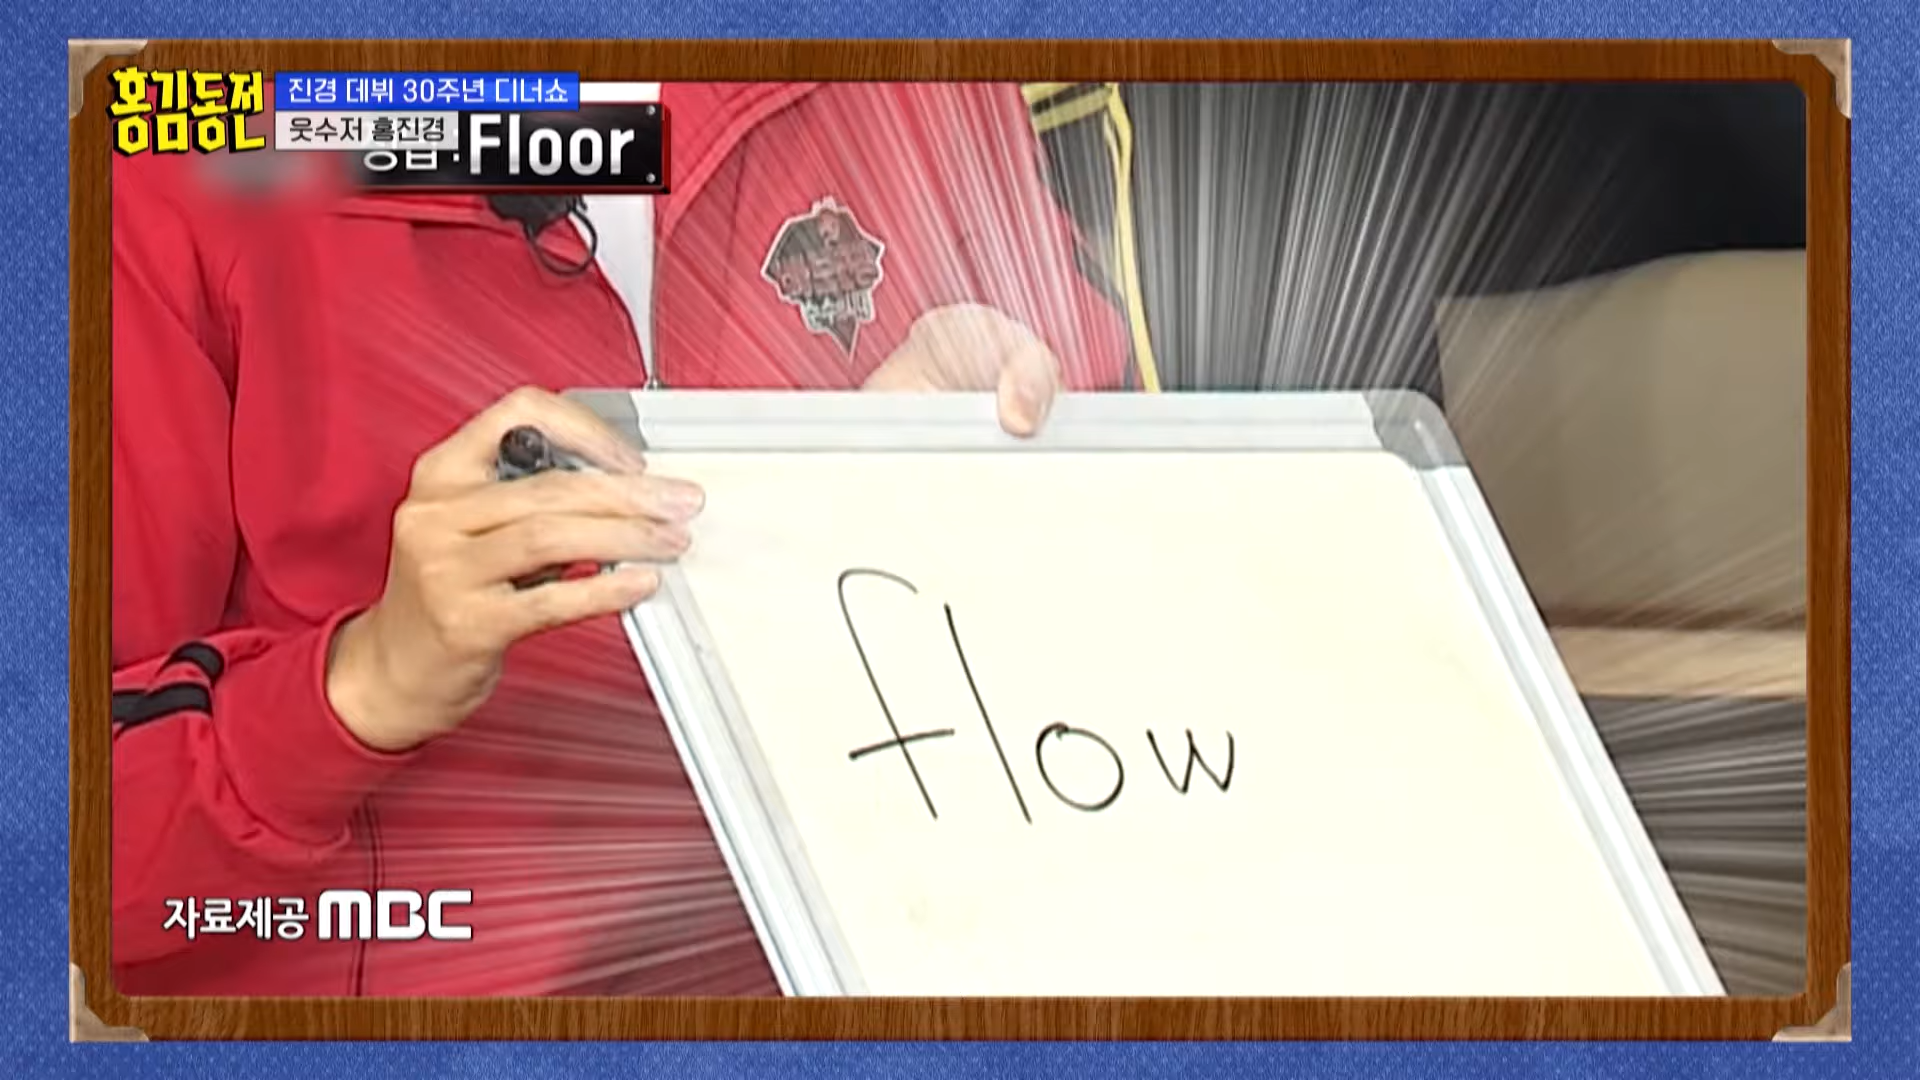 홍김동전
진경 데뷔 30주년 디너쇼
웃수저 홍진경
Floor
flow
자료제공 MBC